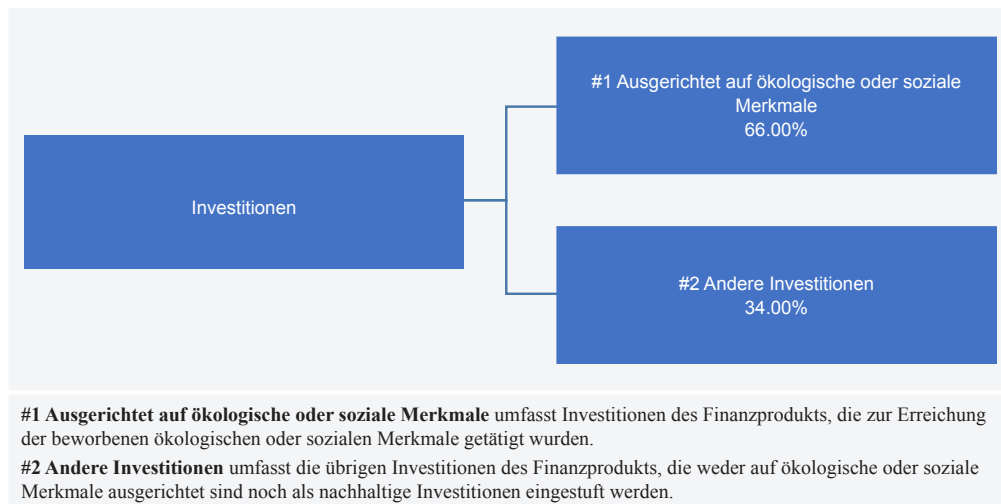 #1 Ausgerichtet auf ökologische oder soziale
Merkmale
66.00%
Investitionen
#2 Andere Investitionen
34.00%
#1 Ausgerichtet auf ökologische oder soziale Merkmale umfasst Investitionen des Finanzprodukts, die zur Erreichung
der beworbenen ökologischen oder sozialen Merkmale getätigt wurden.
#2 Andere Investitionen umfasst die übrigen Investitionen des Finanzprodukts, die weder auf ökologische oder soziale
Merkmale ausgerichtet sind noch als nachhaltige Investitionen eingestuft werden.